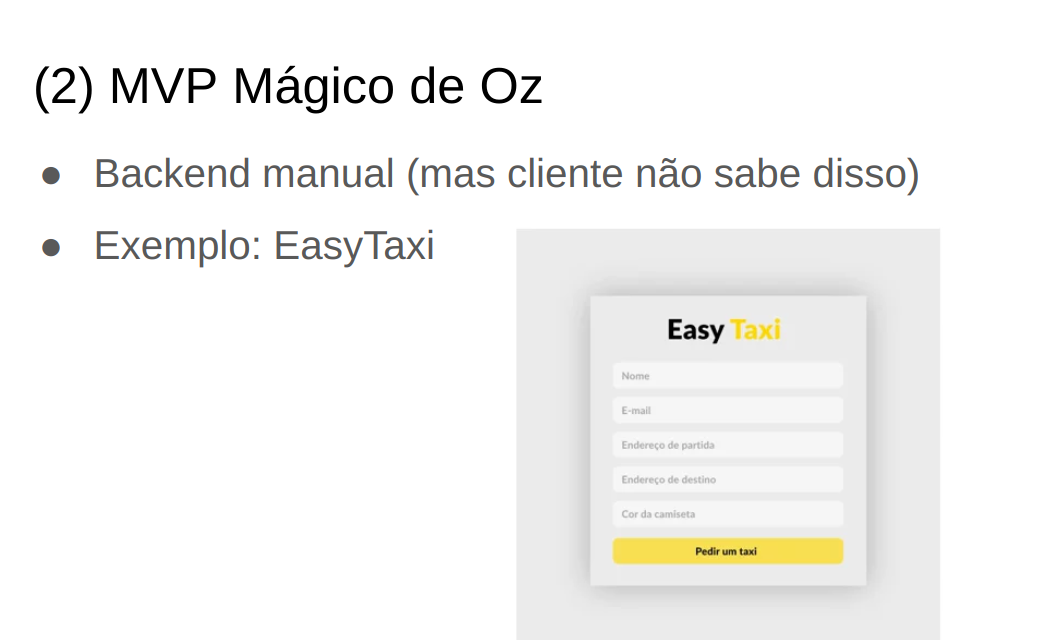 (2) MVP Mágico de Oz
● Backend manual (mas cliente não sabe disso)
● Exemplo: EasyTaxi
Easy Taxi
Nome
E-mail
Endereço de partida
Endereço de destino
Cor da camiseta
Pedir um taxi